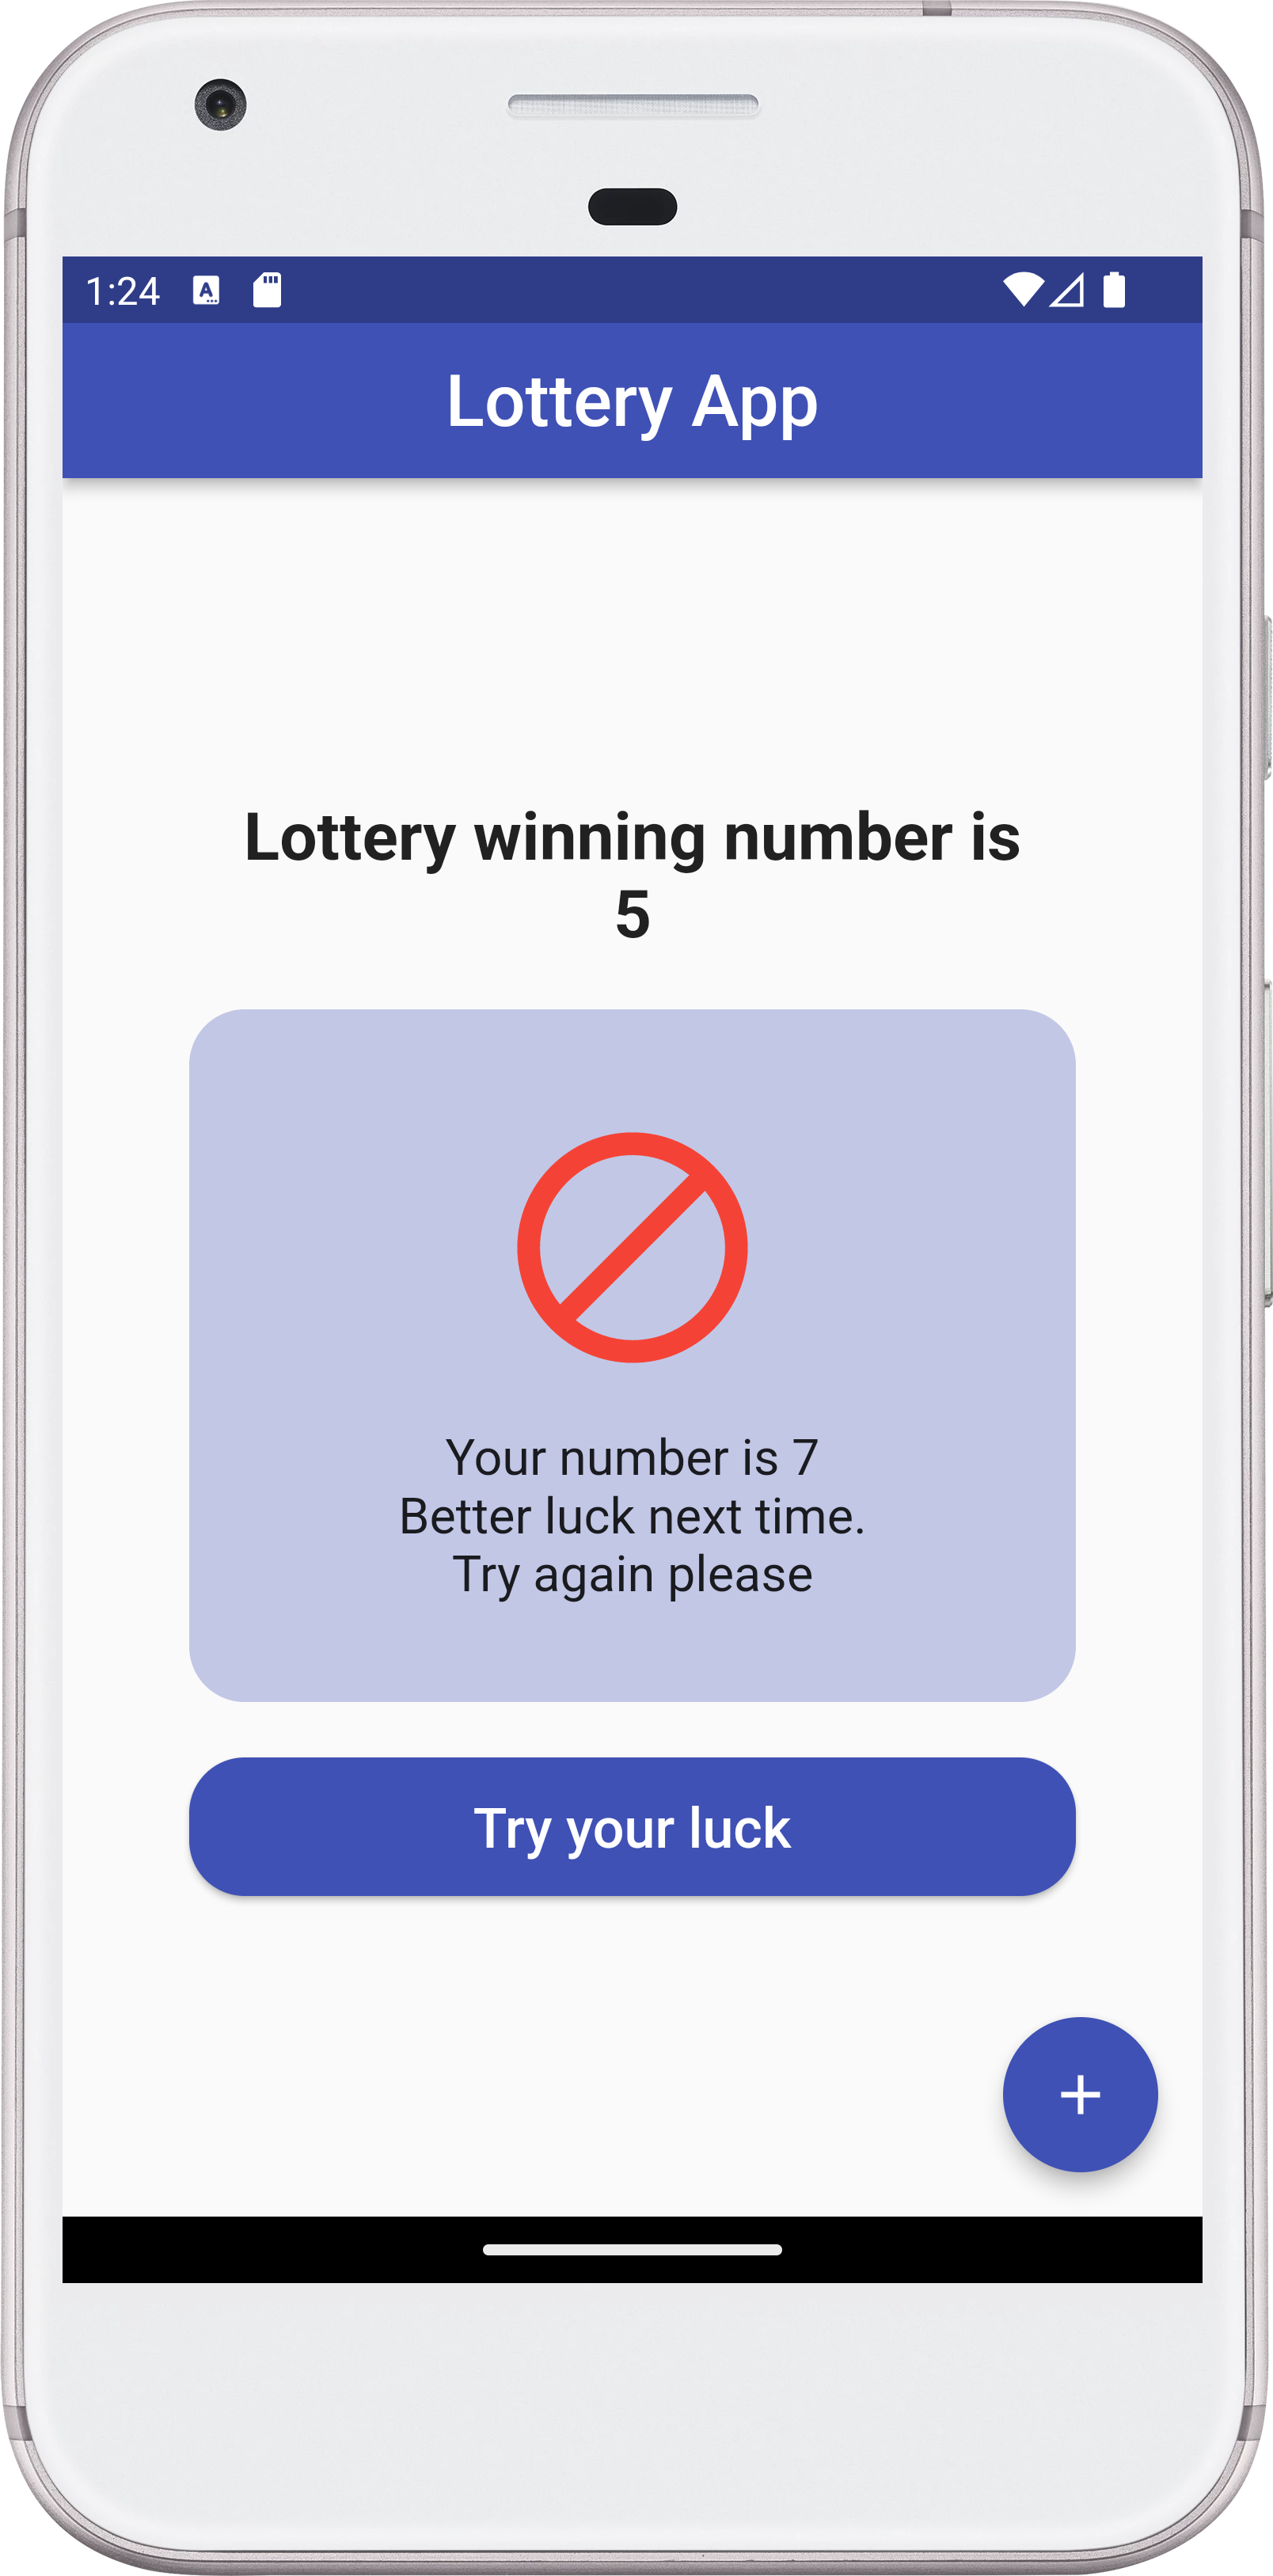 1:24
Lottery App
Lottery winning number is
5
Your number is 7
Better luck next time.
Try again please
Try your luck
+